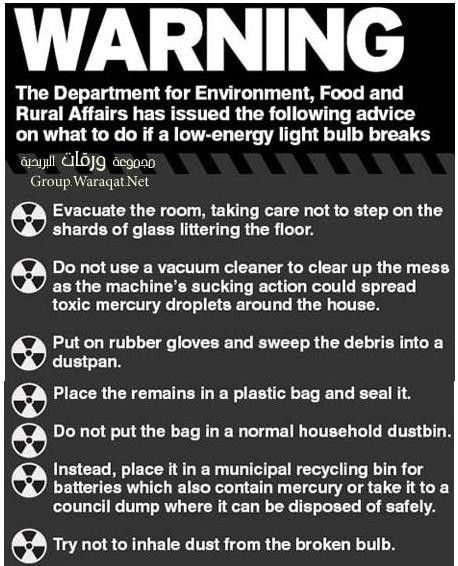 WARNING
The Department for Environment, Food and
Rural Affairs has issued the following advice
on what to do if a low-energy light bulb breaks
مجموعة ورقات البريدية
Group.Waraqat.Net
Evacuate the room, taking care not to step on the
shards of glass littering the floor.
Do not use a vacuum cleaner to clear up the mess
as the machine's sucking action could spread
toxic mercury droplets around the house.
Put on rubber gloves and sweep the debris into a
dustpan.
Place the remains in a plastic bag and seal it.
Do not put the bag in a normal household dustbin.
Instead, place it in a municipal recycling bin for
batteries which also contain mercury or take it to a
council dump where it can be disposed of safely.
Try not to inhale dust from the broken bulb.